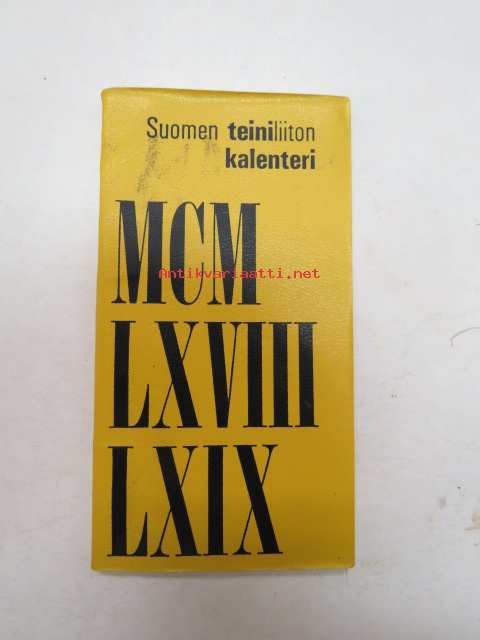 Suomen teiniliiton
kalenteri
MCM
Antikvariaatti.net
LXVIII
LXIX